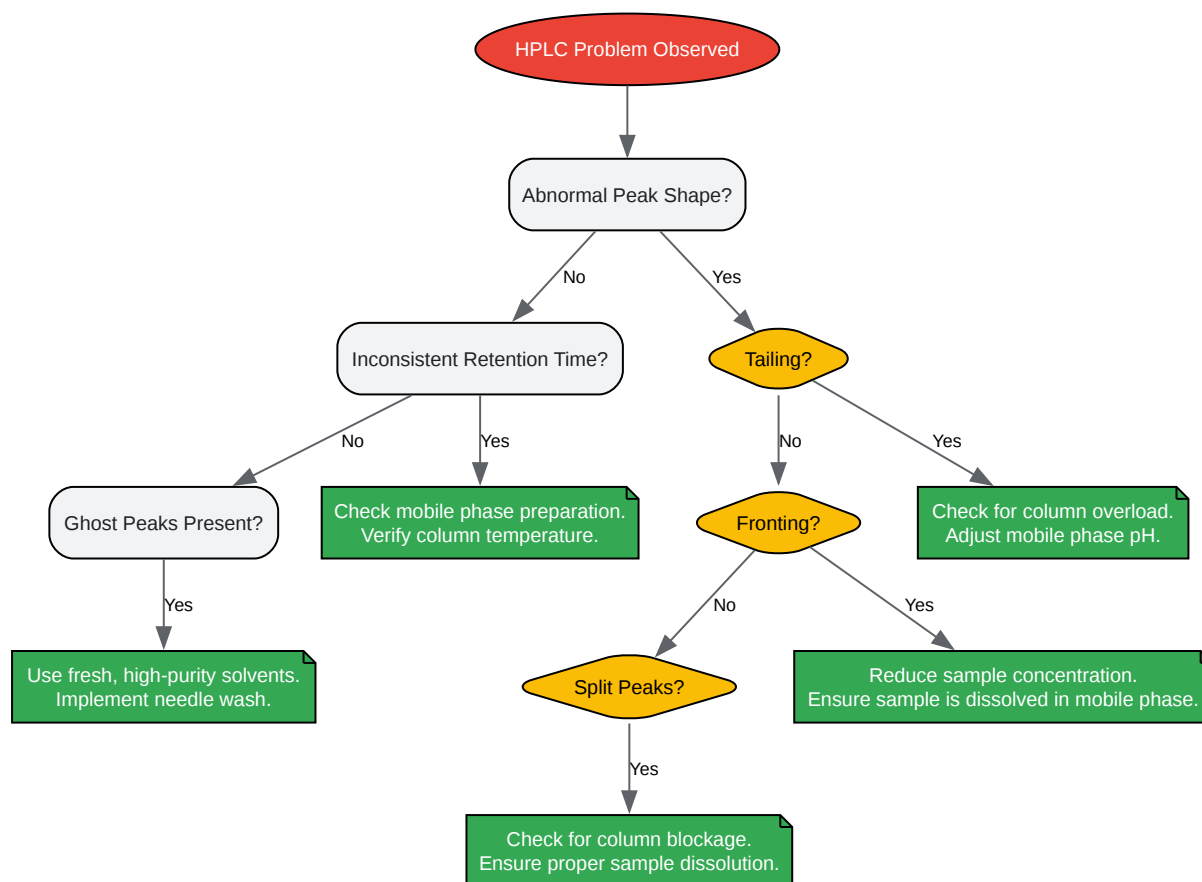 HPLC Problem Observed
Abnormal Peak Shape?
No
Yes
Inconsistent Retention Time?
Tailing?
No
Yes
No
Yes
Ghost Peaks Present?
Check mobile phase preparation.
Verify column temperature.
Fronting?
Check for column overload.
Adjust mobile phase pH.
Yes
No
Yes
Use fresh, high-purity solvents.
Implement needle wash.
Split Peaks?
Reduce sample concentration.
Ensure sample is dissolved in mobile phase.
Yes
Check for column blockage.
Ensure proper sample dissolution.